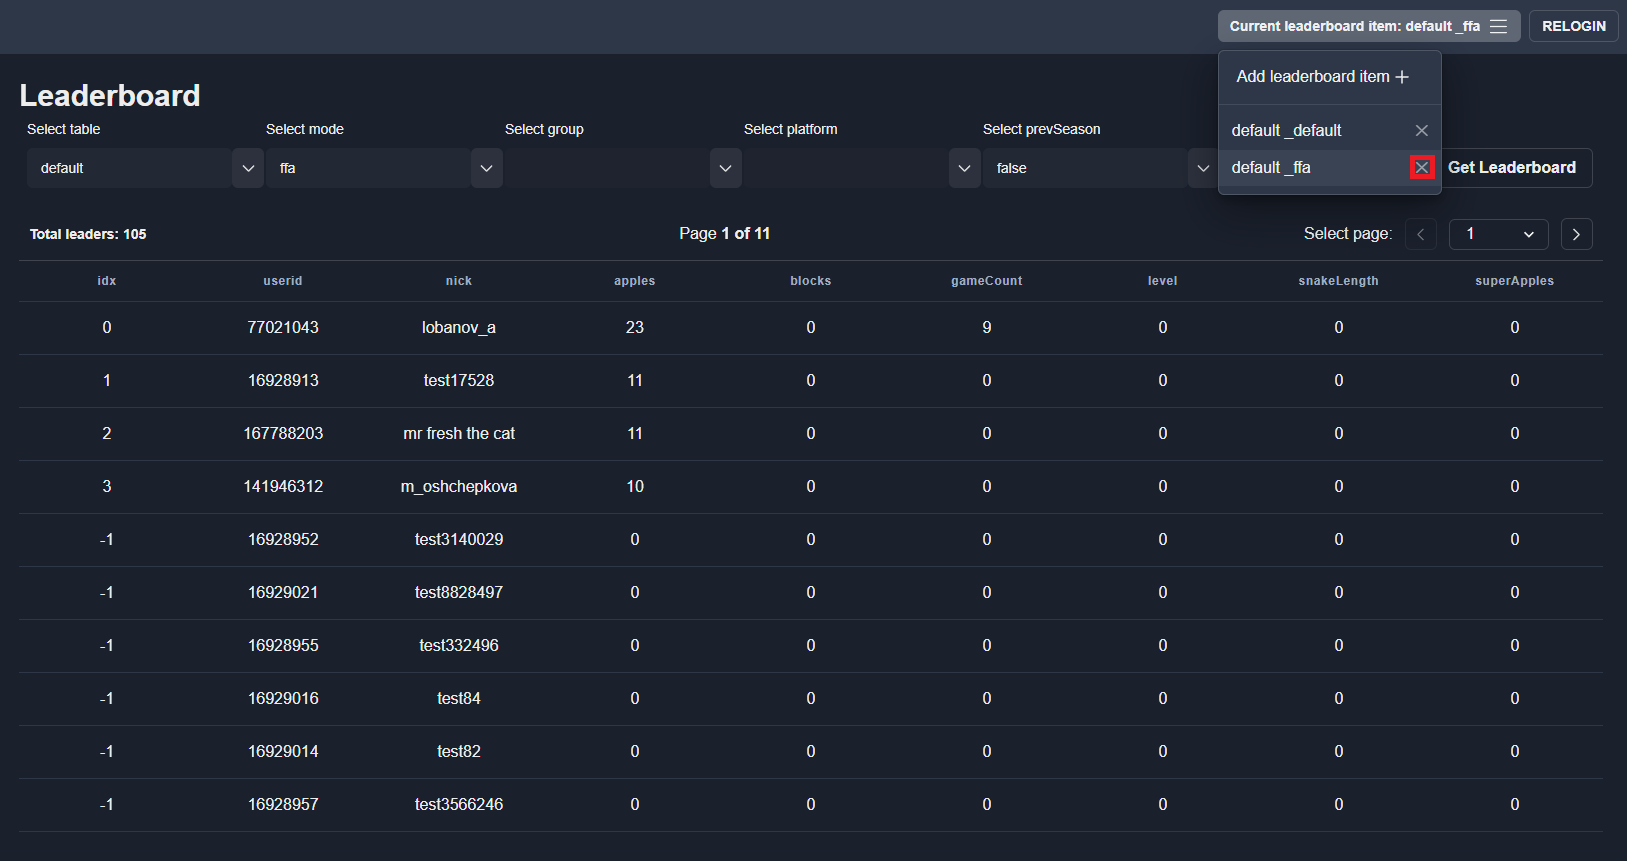 Current leaderboard item: default _ffa
RELOGIN
Add leaderboard item
Leaderboard
Select table Select mode Select group Select platform Select prevSeason
default _default
default ffa false default _ffa Get Leaderboard
Total leaders: 105 Page 1 of 11 Select page: 1
idx userid nick apples blocks gameCount level snakeLength superApples
0 77021043 lobanov_a 23 0 9 0 0 0
1 16928913 test17528 11 0 0 0 0 0
2 167788203 mr fresh the cat 11 0 0 0 0 0
3 141946312 m_oshchepkova 10 0 0 0 0 0
-1 16928952 test3140029 0 0 0 0 0 0
-1 16929021 test8828497 0 0 0 0 0 0
-1 16928955 test332496 0 0 0 0 0 0
-1 16929016 test84 0 0 0 0 0 0
-1 16929014 test82 0 0 0 0 0 0
-1 16928957 test3566246 0 0 0 0 0 0